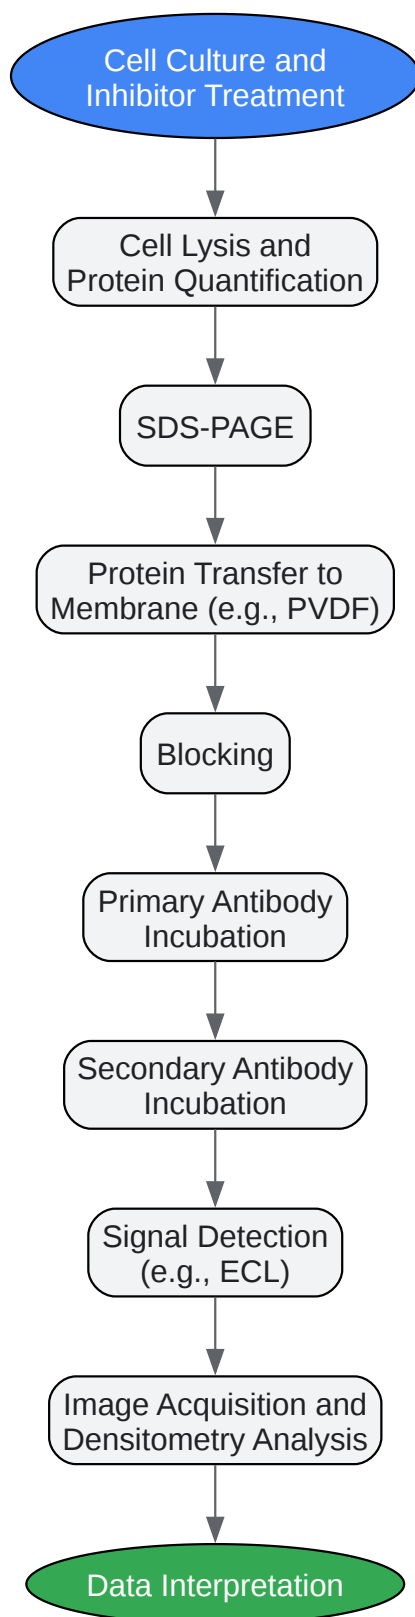 Cell Culture and
Inhibitor Treatment
Cell Lysis and
Protein Quantification
SDS-PAGE
Protein Transfer to
Membrane (e.g., PVDF)
Blocking
Primary Antibody
Incubation
Secondary Antibody
Incubation
Signal Detection
(e.g., ECL)
Image Acquisition and
Densitometry Analysis
Data Interpretation